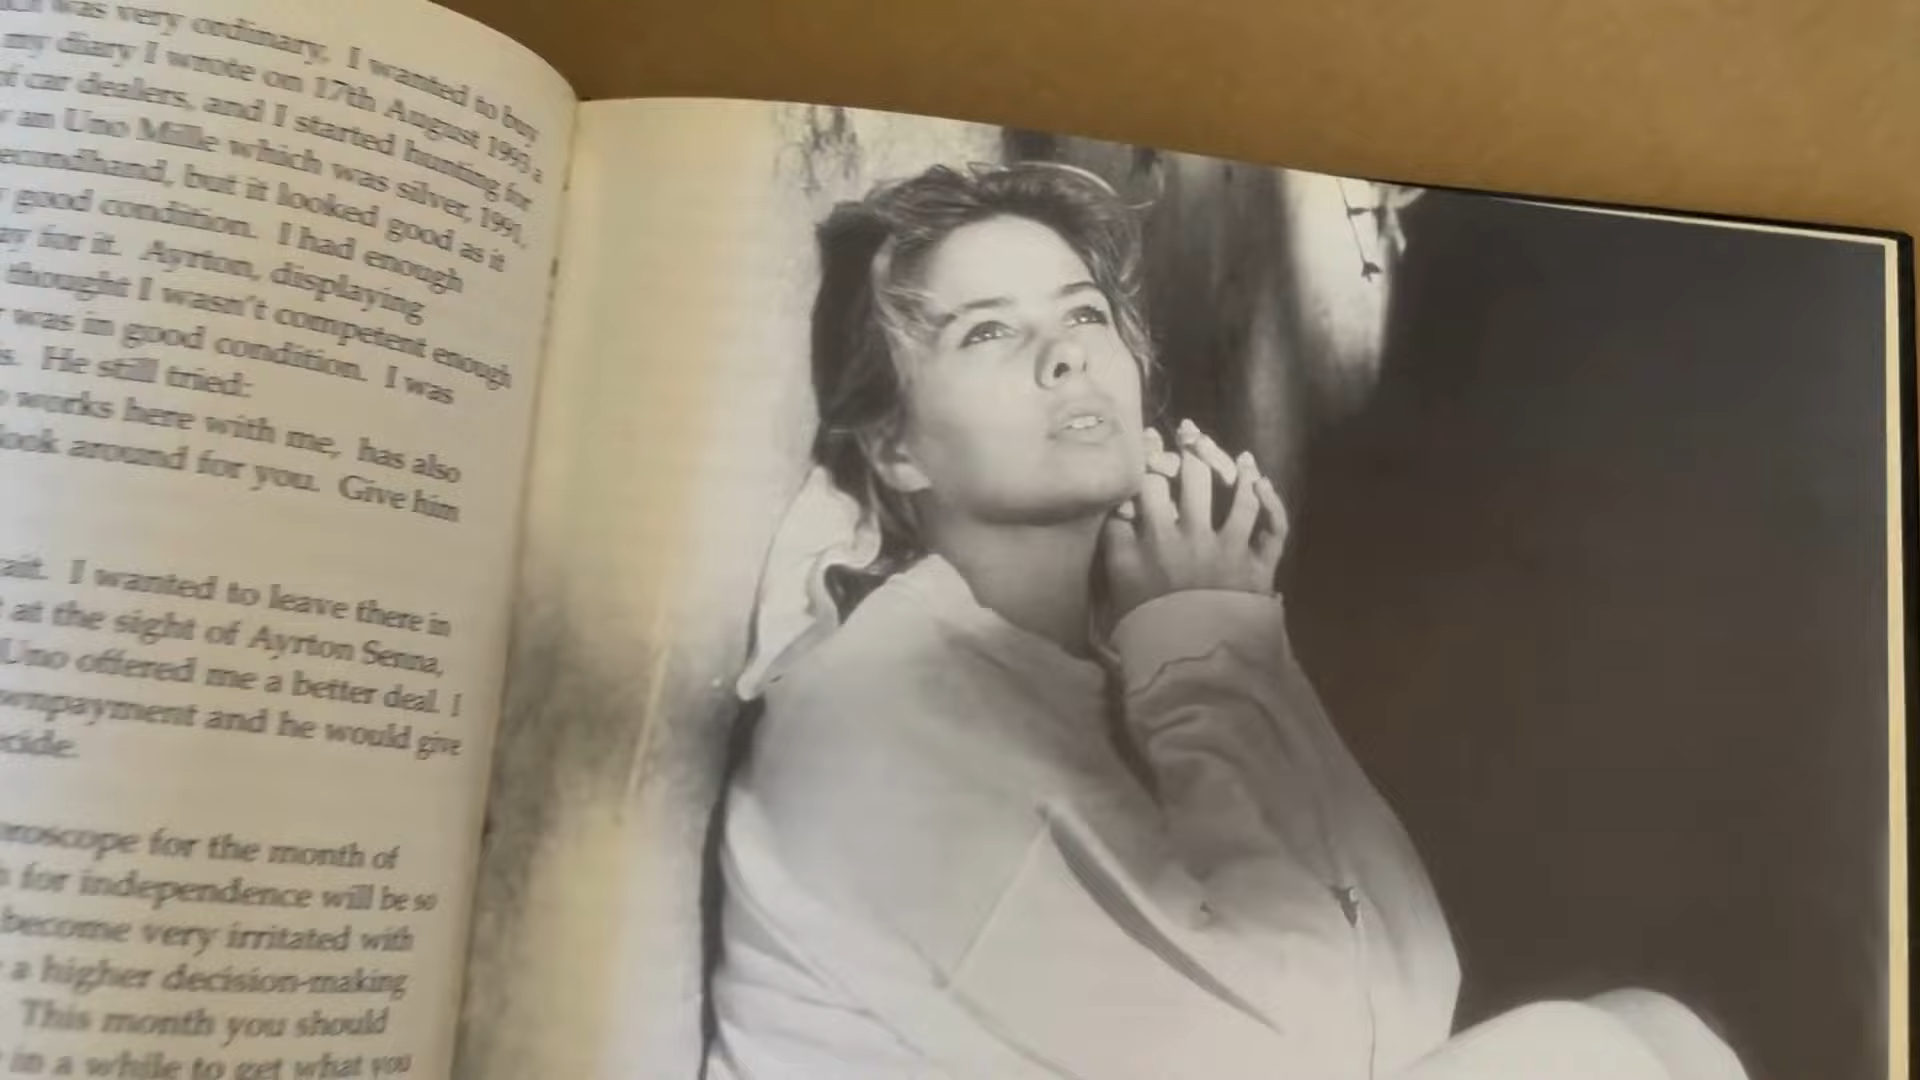 was very ordinary. I wanted to buy
my diary I wrote on 17th August 1993 a
of car dealers, and I started hunting for
an Uno Mille which was silver, 1991,
secondhand, but it looked good as it
good condition. I had enough
for it. Ayrton, displaying
thought I wasn't competent enough
was in good condition. I was
He still tried:
works here with me, has also
look around for you. Give him
I wanted to leave there in
at the sight of Ayrton Senna,
Uno offered me a better deal. I
downpayment and he would give
decide.
horoscope for the month of
for independence will be so
become very irritated with
a higher decision-making
This month you should
in a while to get what you